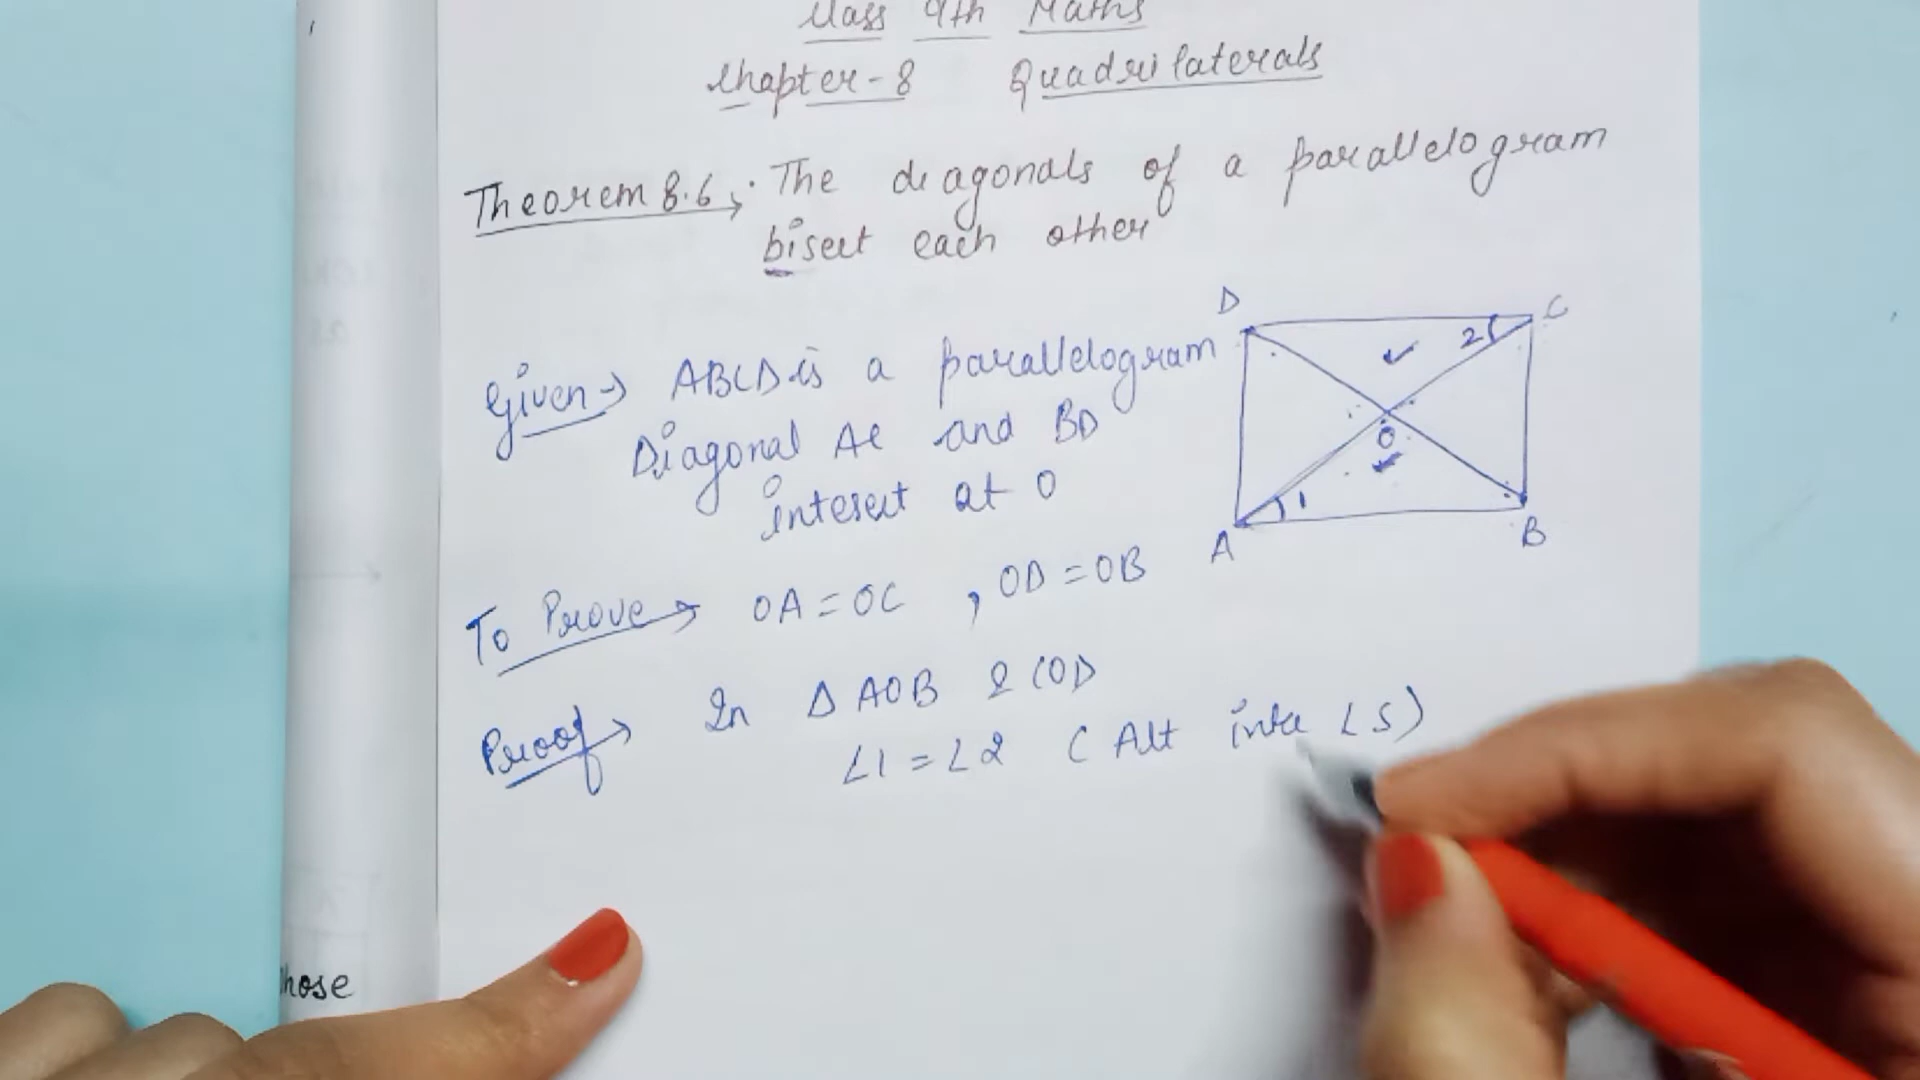 Class 9th Maths
Chapter-8 Quadrilaterals
Theorem 8.6 → The diagonals of a parallelogram
bisect each other
Given → ABCD is a parallelogram
Diagonal AC and BD
intersect at O
D
C
2
O
1
A
B
To Prove → OA = OC , OD = OB
Proof → In Δ AOB & COD
∠1 = ∠2 ( Alt inte ∠s)
hose